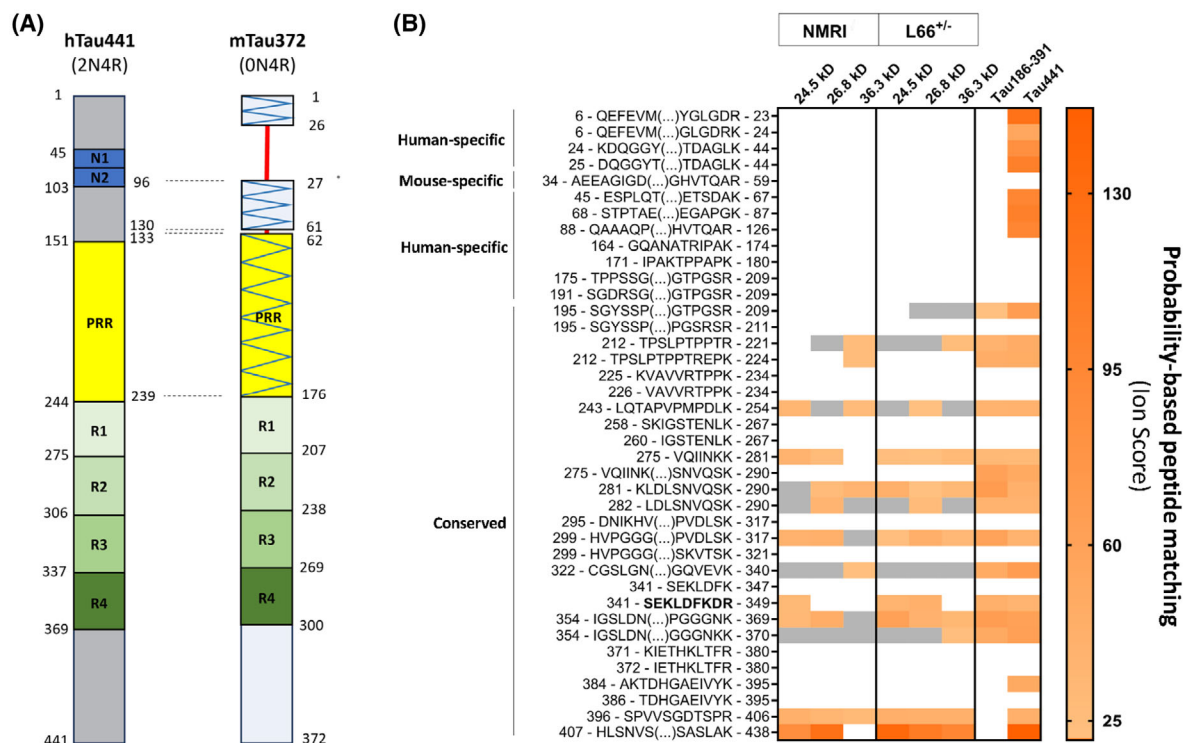 (A)
hTau441
(2N4R)
mTau372
(0N4R)
1
45
N1
N2
103
151
PRR
244
R1
275
R2
306
R3
337
R4
369
441
96
130
133
239
1
26
27
61
62
PRR
176
207
238
269
300
372
(B)
NMRI
L66+/-
24.5 kD
26.8 kD
36.3 kD
24.5 kD
26.8 kD
36.3 kD
Tau186-391
Tau441
Human-specific
Mouse-specific
Human-specific
Conserved
6 - QEFEVM(...)YGLGDR - 23
6 - QEFEVM(...)GLGDRK - 24
24 - KDQGGY(...)TDAGLK - 44
25 - DQGGYT(...)TDAGLK - 44
34 - AEEAGIGD(...)GHVTQAR - 59
45 - ESPLQT(...)ETSDAK - 67
68 - STPTAE(...)EGAPGK - 87
88 - QAAAQP(...)HVTQAR - 126
164 - GQANATRIPAK - 174
171 - IPAKTPPAPK - 180
175 - TPPSSG(...)GTPGSR - 209
191 - SGDRSG(...)GTPGSR - 209
195 - SGYSSP(...)GTPGSR - 209
195 - SGYSSP(...)PGSRSR - 211
212 - TPSLPTPPTR - 221
212 - TPSLPTPPTREPK - 224
225 - KVAVVRTPPK - 234
226 - VAVVRTPPK - 234
243 - LQTAPVPMPDLK - 254
258 - SKIGSTENLK - 267
260 - IGSTENLK - 267
275 - VQIINKK - 281
275 - VQIINK(...)SNVQSK - 290
281 - KLDLSNVQSK - 290
282 - LDLSNVQSK - 290
295 - DNIKHV(...)PVDLSK - 317
299 - HVPGGG(...)PVDLSK - 317
299 - HVPGGG(...)SKVTSK - 321
322 - CGSLGN(...)GQVEVK - 340
341 - SEKLDFK - 347
341 - SEKLDFKDR - 349
354 - IGSLDN(...)PGGGNK - 369
354 - IGSLDN(...)GGGNKK - 370
371 - KIETHKLTFR - 380
372 - IETHKLTFR - 380
384 - AKTDHGAEIVYK - 395
386 - TDHGAEIVYK - 395
396 - SPVVSGDTSPR - 406
407 - HLSNVS(...)SASLAK - 438
130
95
60
25
Probability-based peptide matching
(Ion Score)